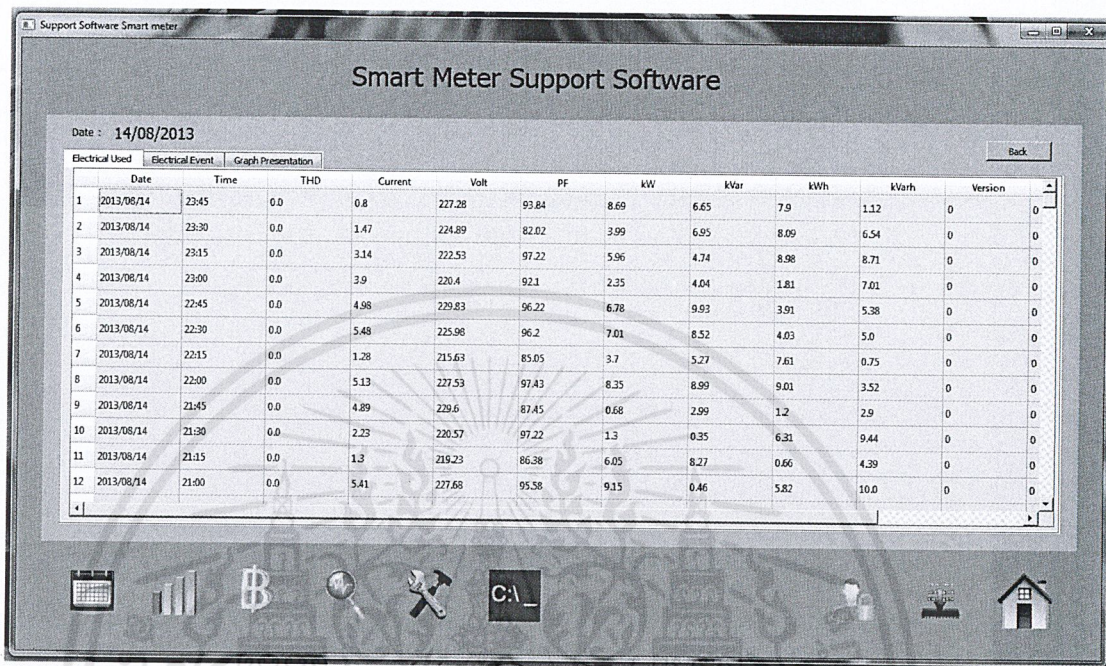 Support Software Smart meter
Smart Meter Support Software
Date : 14/08/2013
Back
Electrical Used Electrical Event Graph Presentation
Date Time THD Current Volt PF kW kVar kWh kVarh Version
1 2013/08/14 23:45 0.0 0.8 227.28 93.84 8.69 6.65 7.9 1.12 0 0
2 2013/08/14 23:30 0.0 1.47 224.89 82.02 3.99 6.95 8.09 6.54 0 0
3 2013/08/14 23:15 0.0 3.14 222.53 97.22 5.96 4.74 8.98 8.71 0 0
4 2013/08/14 23:00 0.0 3.9 220.4 92.1 2.35 4.04 1.81 7.01 0 0
5 2013/08/14 22:45 0.0 4.98 229.83 96.22 6.78 9.93 3.91 5.38 0 0
6 2013/08/14 22:30 0.0 5.48 225.98 96.2 7.01 8.52 4.03 5.0 0 0
7 2013/08/14 22:15 0.0 1.28 215.63 85.05 3.7 5.27 7.61 0.75 0 0
8 2013/08/14 22:00 0.0 5.13 227.53 97.43 8.35 8.99 9.01 3.52 0 0
9 2013/08/14 21:45 0.0 4.89 229.6 87.45 0.68 2.99 1.2 2.9 0 0
10 2013/08/14 21:30 0.0 2.23 220.57 97.22 1.3 0.35 6.31 9.44 0 0
11 2013/08/14 21:15 0.0 1.3 219.23 86.38 6.05 8.27 0.66 4.39 0 0
12 2013/08/14 21:00 0.0 5.41 227.68 95.58 9.15 0.46 5.82 10.0 0 0
C:\_